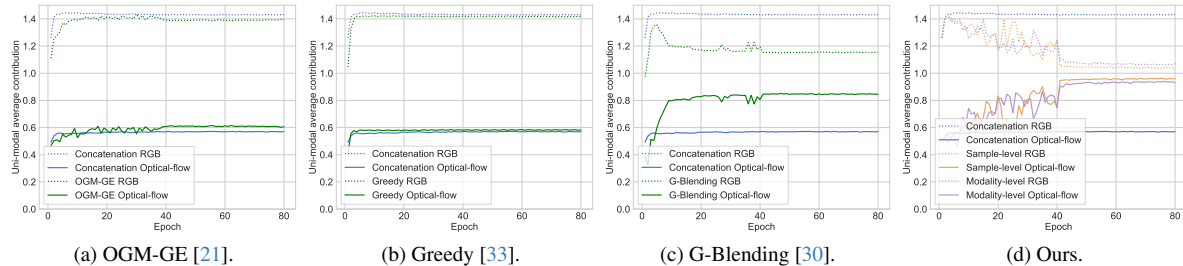 Uni-modal average contribution
1.4
1.2
1.0
0.8
0.6
0.4
0.2
0.0
Concatenation RGB
Concatenation Optical-flow
OGM-GE RGB
OGM-GE Optical-flow
0 20 40 60 80
Epoch
(a) OGM-GE [21].
Uni-modal average contribution
1.4
1.2
1.0
0.8
0.6
0.4
0.2
0.0
Concatenation RGB
Concatenation Optical-flow
Greedy RGB
Greedy Optical-flow
0 20 40 60 80
Epoch
(b) Greedy [33].
Uni-modal average contribution
1.4
1.2
1.0
0.8
0.6
0.4
0.2
0.0
Concatenation RGB
Concatenation Optical-flow
G-Blending RGB
G-Blending Optical-flow
0 20 40 60 80
Epoch
(c) G-Blending [30].
Uni-modal average contribution
1.4
1.2
1.0
0.8
0.6
0.4
0.2
0.0
Concatenation RGB
Concatenation Optical-flow
Sample-level RGB
Sample-level Optical-flow
Modality-level RGB
Modality-level Optical-flow
0 20 40 60 80
Epoch
(d) Ours.